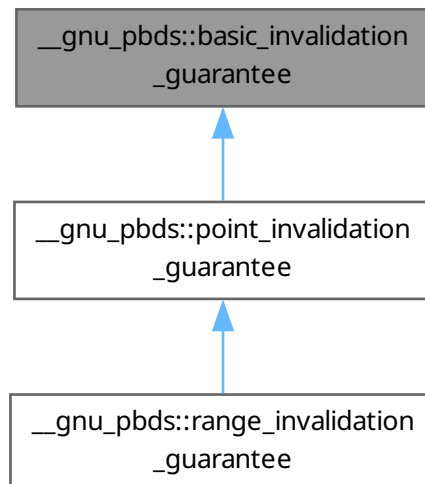 __gnu_pbds::basic_invalidation
_guarantee
__gnu_pbds::point_invalidation
_guarantee
__gnu_pbds::range_invalidation
_guarantee